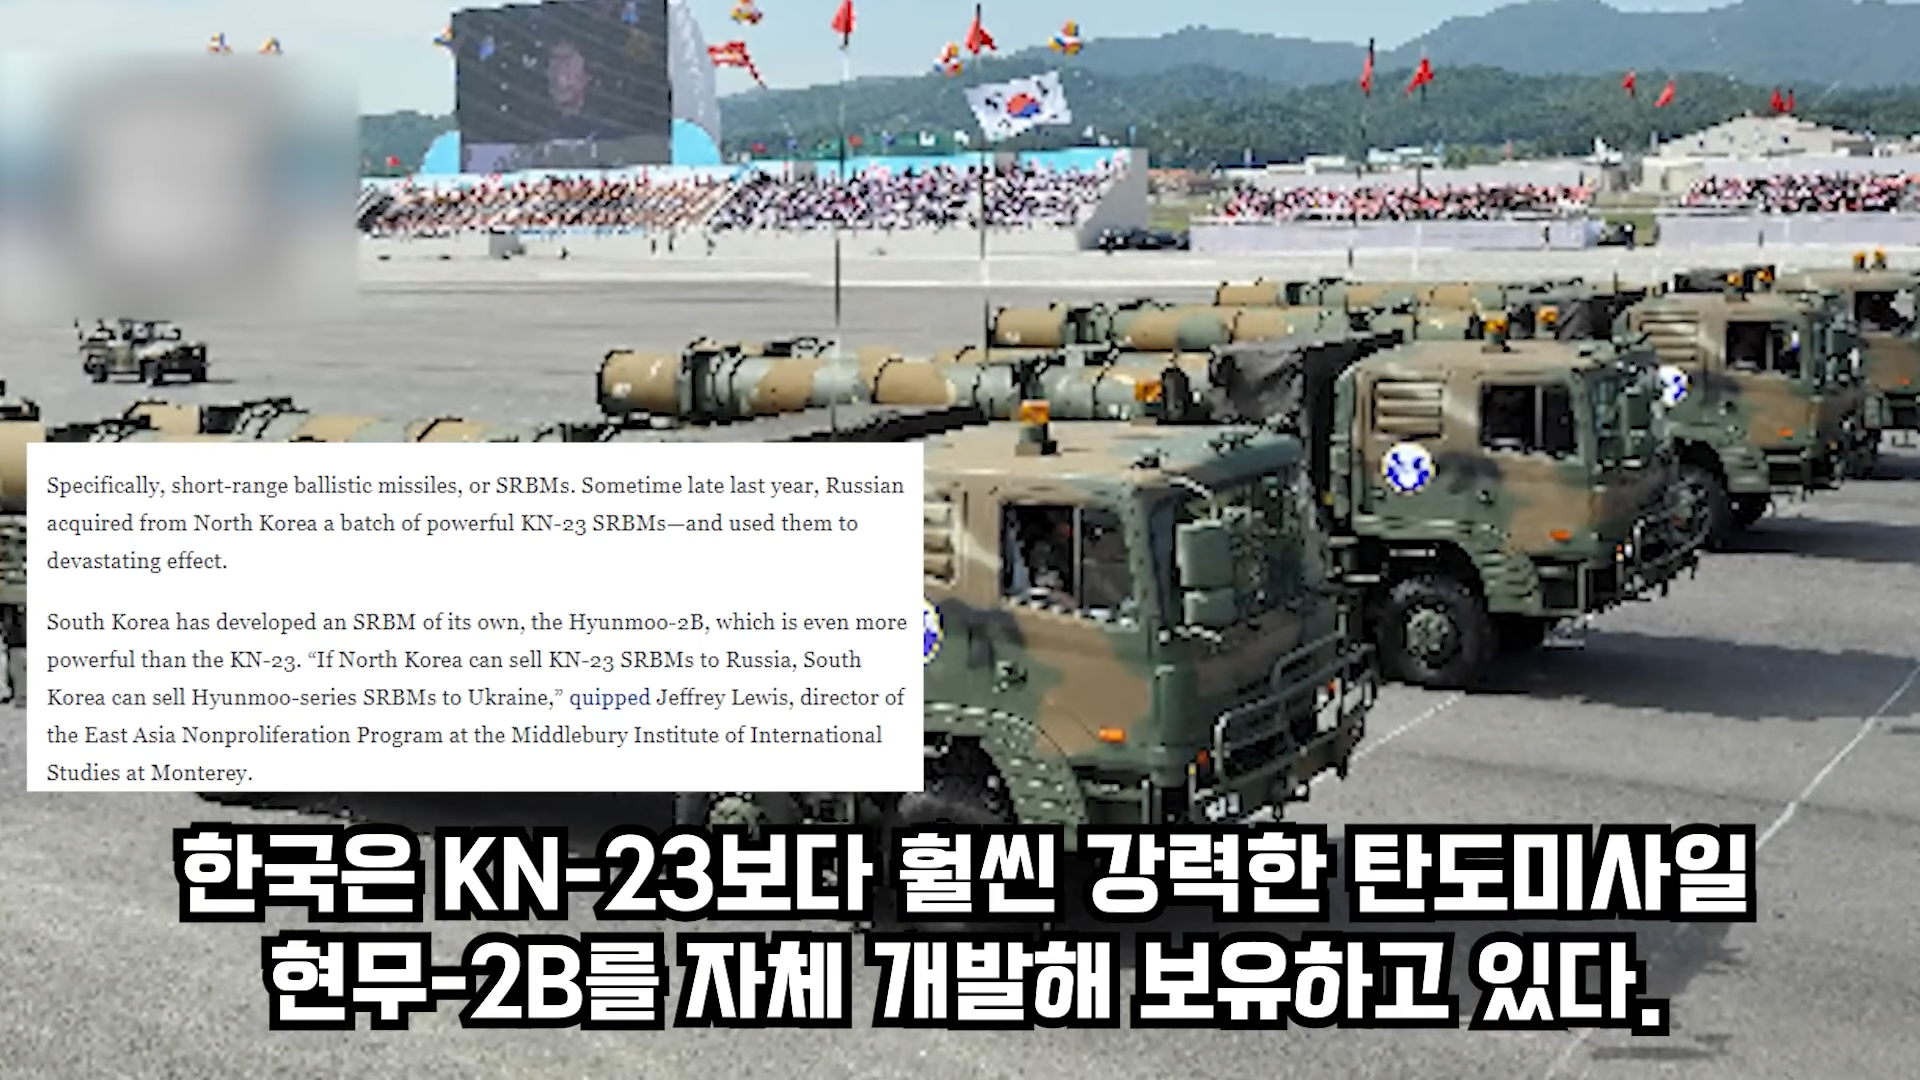 Specifically, short-range ballistic missiles, or SRBMs. Sometime late last year, Russian
acquired from North Korea a batch of powerful KN-23 SRBMs—and used them to
devastating effect.
South Korea has developed an SRBM of its own, the Hyunmoo-2B, which is even more
powerful than the KN-23. “If North Korea can sell KN-23 SRBMs to Russia, South
Korea can sell Hyunmoo-series SRBMs to Ukraine,” quipped Jeffrey Lewis, director of
the East Asia Nonproliferation Program at the Middlebury Institute of International
Studies at Monterey.
한국은 KN-23보다 훨씬 강력한 탄도미사일
현무-2B를 자체 개발해 보유하고 있다.